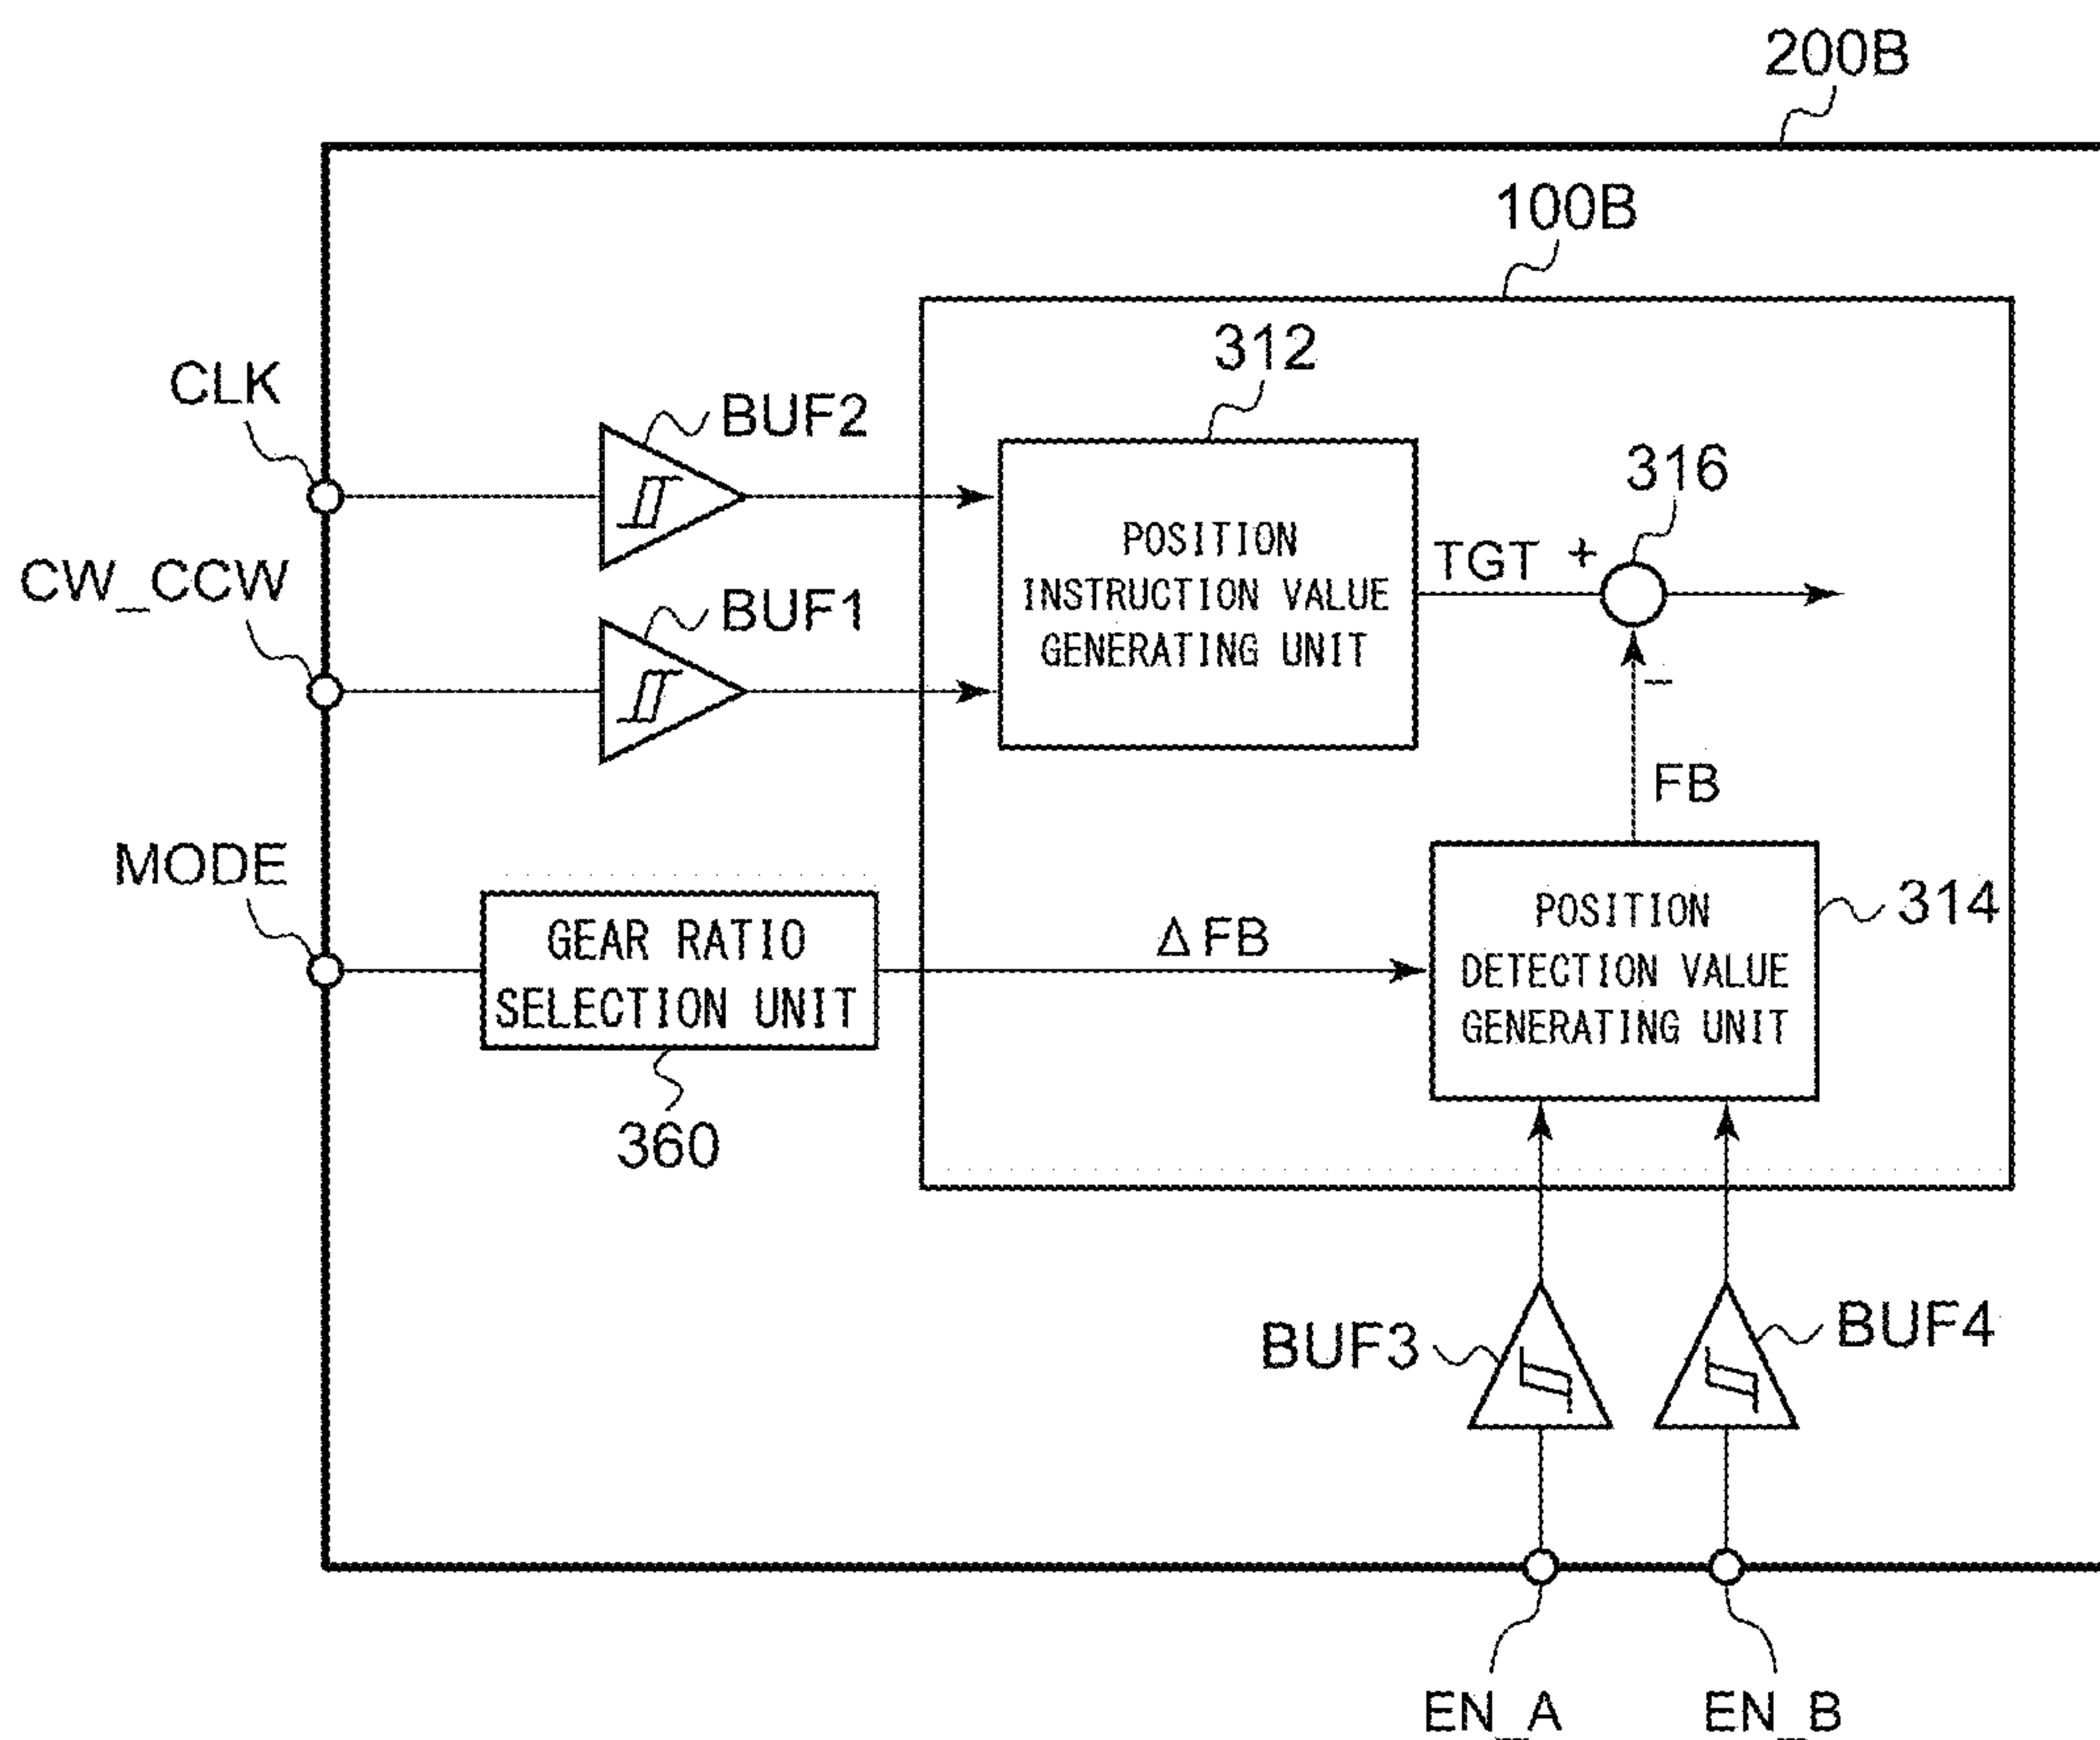 200B
100B
312
CLK
BUF2
316
POSITION
INSTRUCTION VALUE
GENERATING UNIT
TGT
+
CW_CCW
BUF1
–
FB
MODE
GEAR RATIO
SELECTION UNIT
ΔFB
POSITION
DETECTION VALUE
GENERATING UNIT
314
360
BUF3
BUF4
EN_A
EN_B